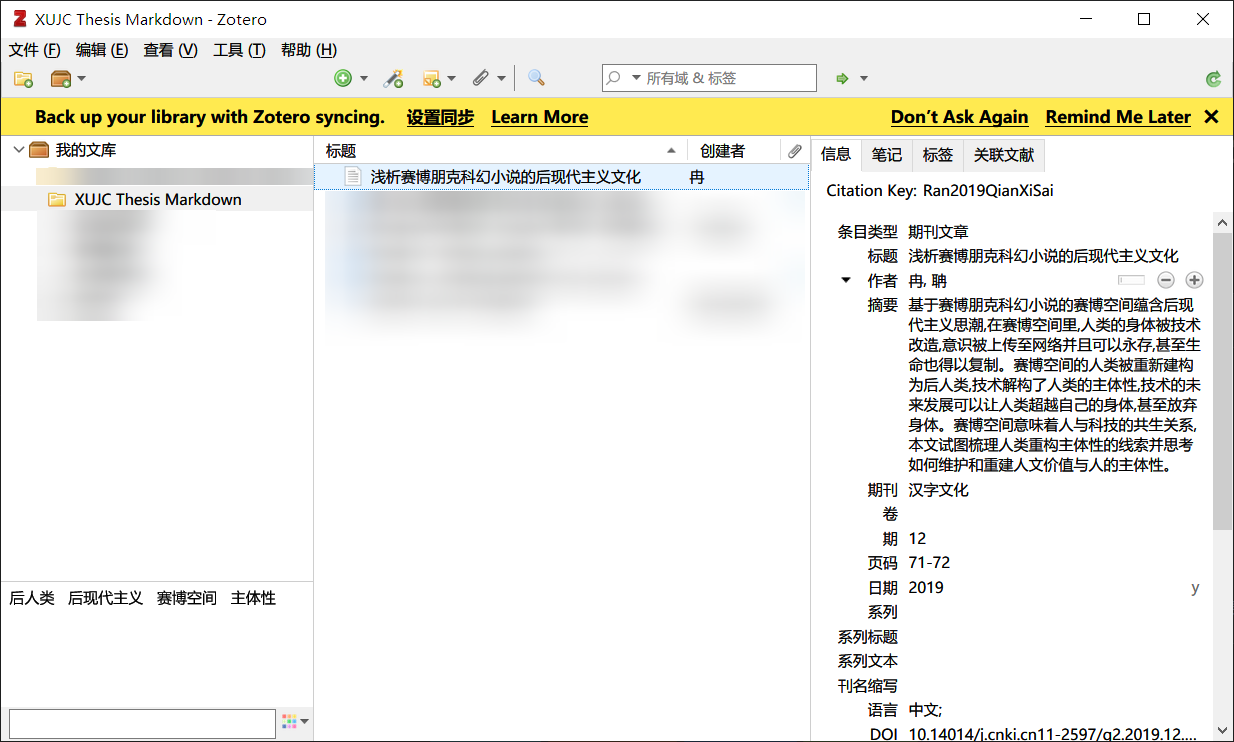 XUJC Thesis Markdown - Zotero
文件 (F) 编辑 (E) 查看 (V) 工具 (T) 帮助 (H)
所有域 & 标签
Back up your library with Zotero syncing. 设置同步 Learn More Don’t Ask Again Remind Me Later
我的文库
XUJC Thesis Markdown
后人类 后现代主义 赛博空间 主体性
标题 创建者
浅析赛博朋克科幻小说的后现代主义文化 冉
信息 笔记 标签 关联文献
Citation Key: Ran2019QianXiSai
条目类型 期刊文章
标题 浅析赛博朋克科幻小说的后现代主义文化
作者 冉, 聃
摘要 基于赛博朋克科幻小说的赛博空间蕴含后现
代主义思潮,在赛博空间里,人类的身体被技术
改造,意识被上传至网络并且可以永存,甚至生
命也得以复制。赛博空间的人类被重新建构
为后人类,技术解构了人类的主体性,技术的未
来发展可以让人类超越自己的身体,甚至放弃
身体。赛博空间意味着人与科技的共生关系,
本文试图梳理人类重构主体性的线索并思考
如何维护和重建人文价值与人的主体性。
期刊 汉字文化
卷
期 12
页码 71-72
日期 2019 y
系列
系列标题
系列文本
刊名缩写
语言 中文;
DOI 10.14014/j.cnki.cn11-2597/g2.2019.12....